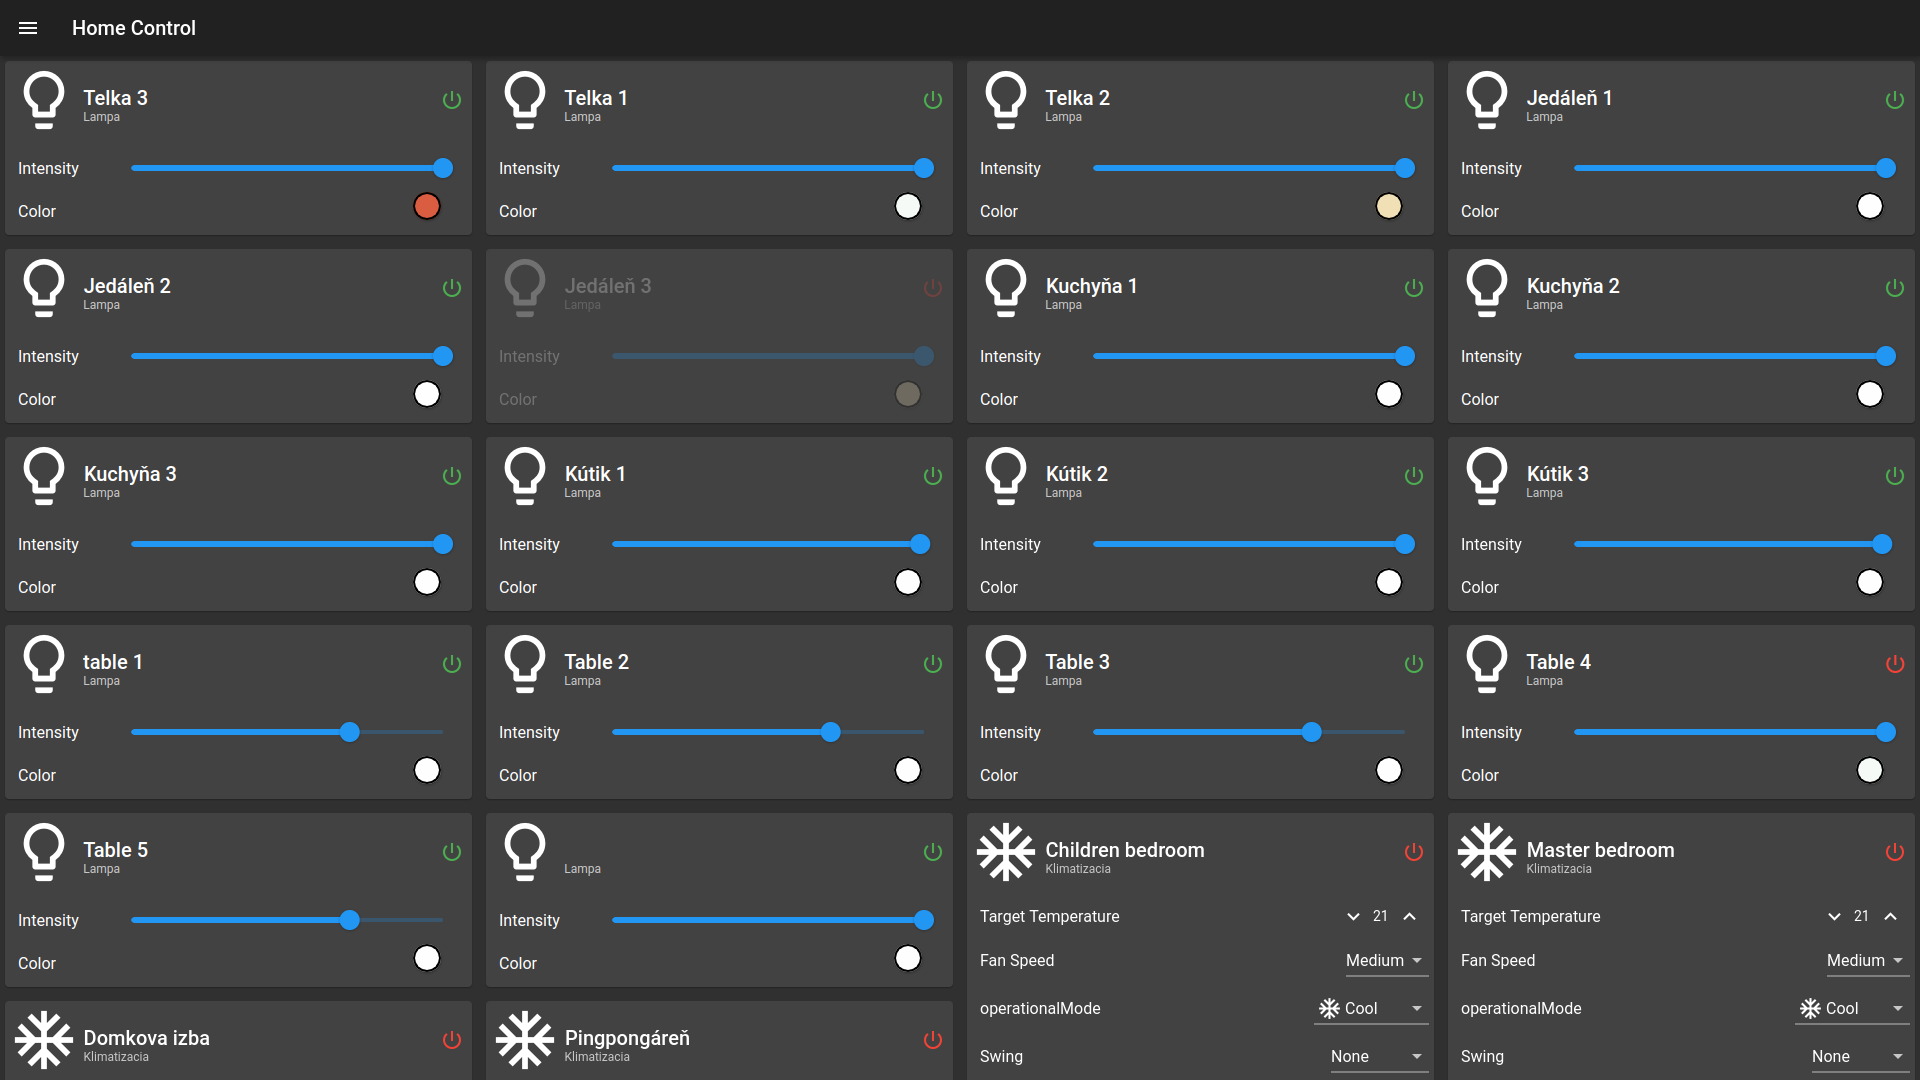 Home Control
Telka 3
Lampa
Intensity
Color
Telka 1
Lampa
Intensity
Color
Telka 2
Lampa
Intensity
Color
Jedáleň 1
Lampa
Intensity
Color
Jedáleň 2
Lampa
Intensity
Color
Jedáleň 3
Lampa
Intensity
Color
Kuchyňa 1
Lampa
Intensity
Color
Kuchyňa 2
Lampa
Intensity
Color
Kuchyňa 3
Lampa
Intensity
Color
Kútik 1
Lampa
Intensity
Color
Kútik 2
Lampa
Intensity
Color
Kútik 3
Lampa
Intensity
Color
table 1
Lampa
Intensity
Color
Table 2
Lampa
Intensity
Color
Table 3
Lampa
Intensity
Color
Table 4
Lampa
Intensity
Color
Table 5
Lampa
Intensity
Color
Lampa
Intensity
Color
Children bedroom
Klimatizacia
Target Temperature 21
Fan Speed Medium
operationalMode Cool
Swing None
Master bedroom
Klimatizacia
Target Temperature 21
Fan Speed Medium
operationalMode Cool
Swing None
Domkova izba
Klimatizacia
Pingpongáreň
Klimatizacia